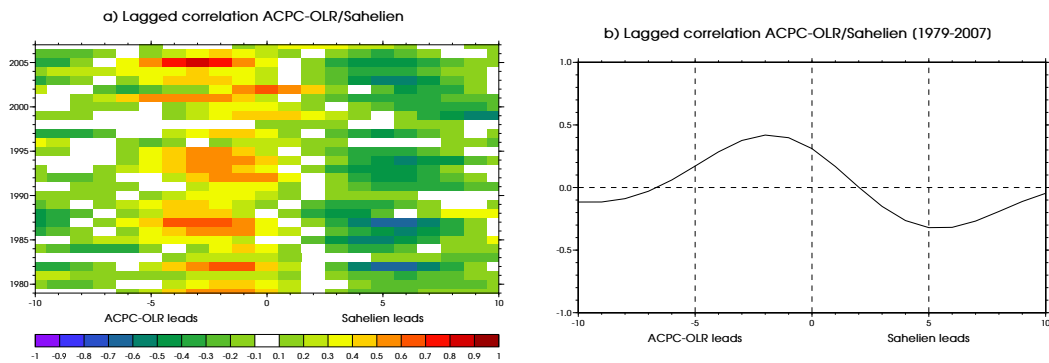 a) Lagged correlation ACPC-OLR/Sahelien
2005
2000
1995
1990
1985
1980
-10 -5 0 5 10
ACPC-OLR leads Sahelien leads
-1 -0.9 -0.8 -0.7 -0.6 -0.5 -0.4 -0.3 -0.2 -0.1 0.1 0.2 0.3 0.4 0.5 0.6 0.7 0.8 0.9 1
b) Lagged correlation ACPC-OLR/Sahelien (1979-2007)
1.0
0.5
0.0
-0.5
-1.0
-10 -5 0 5 10
ACPC-OLR leads Sahelien leads